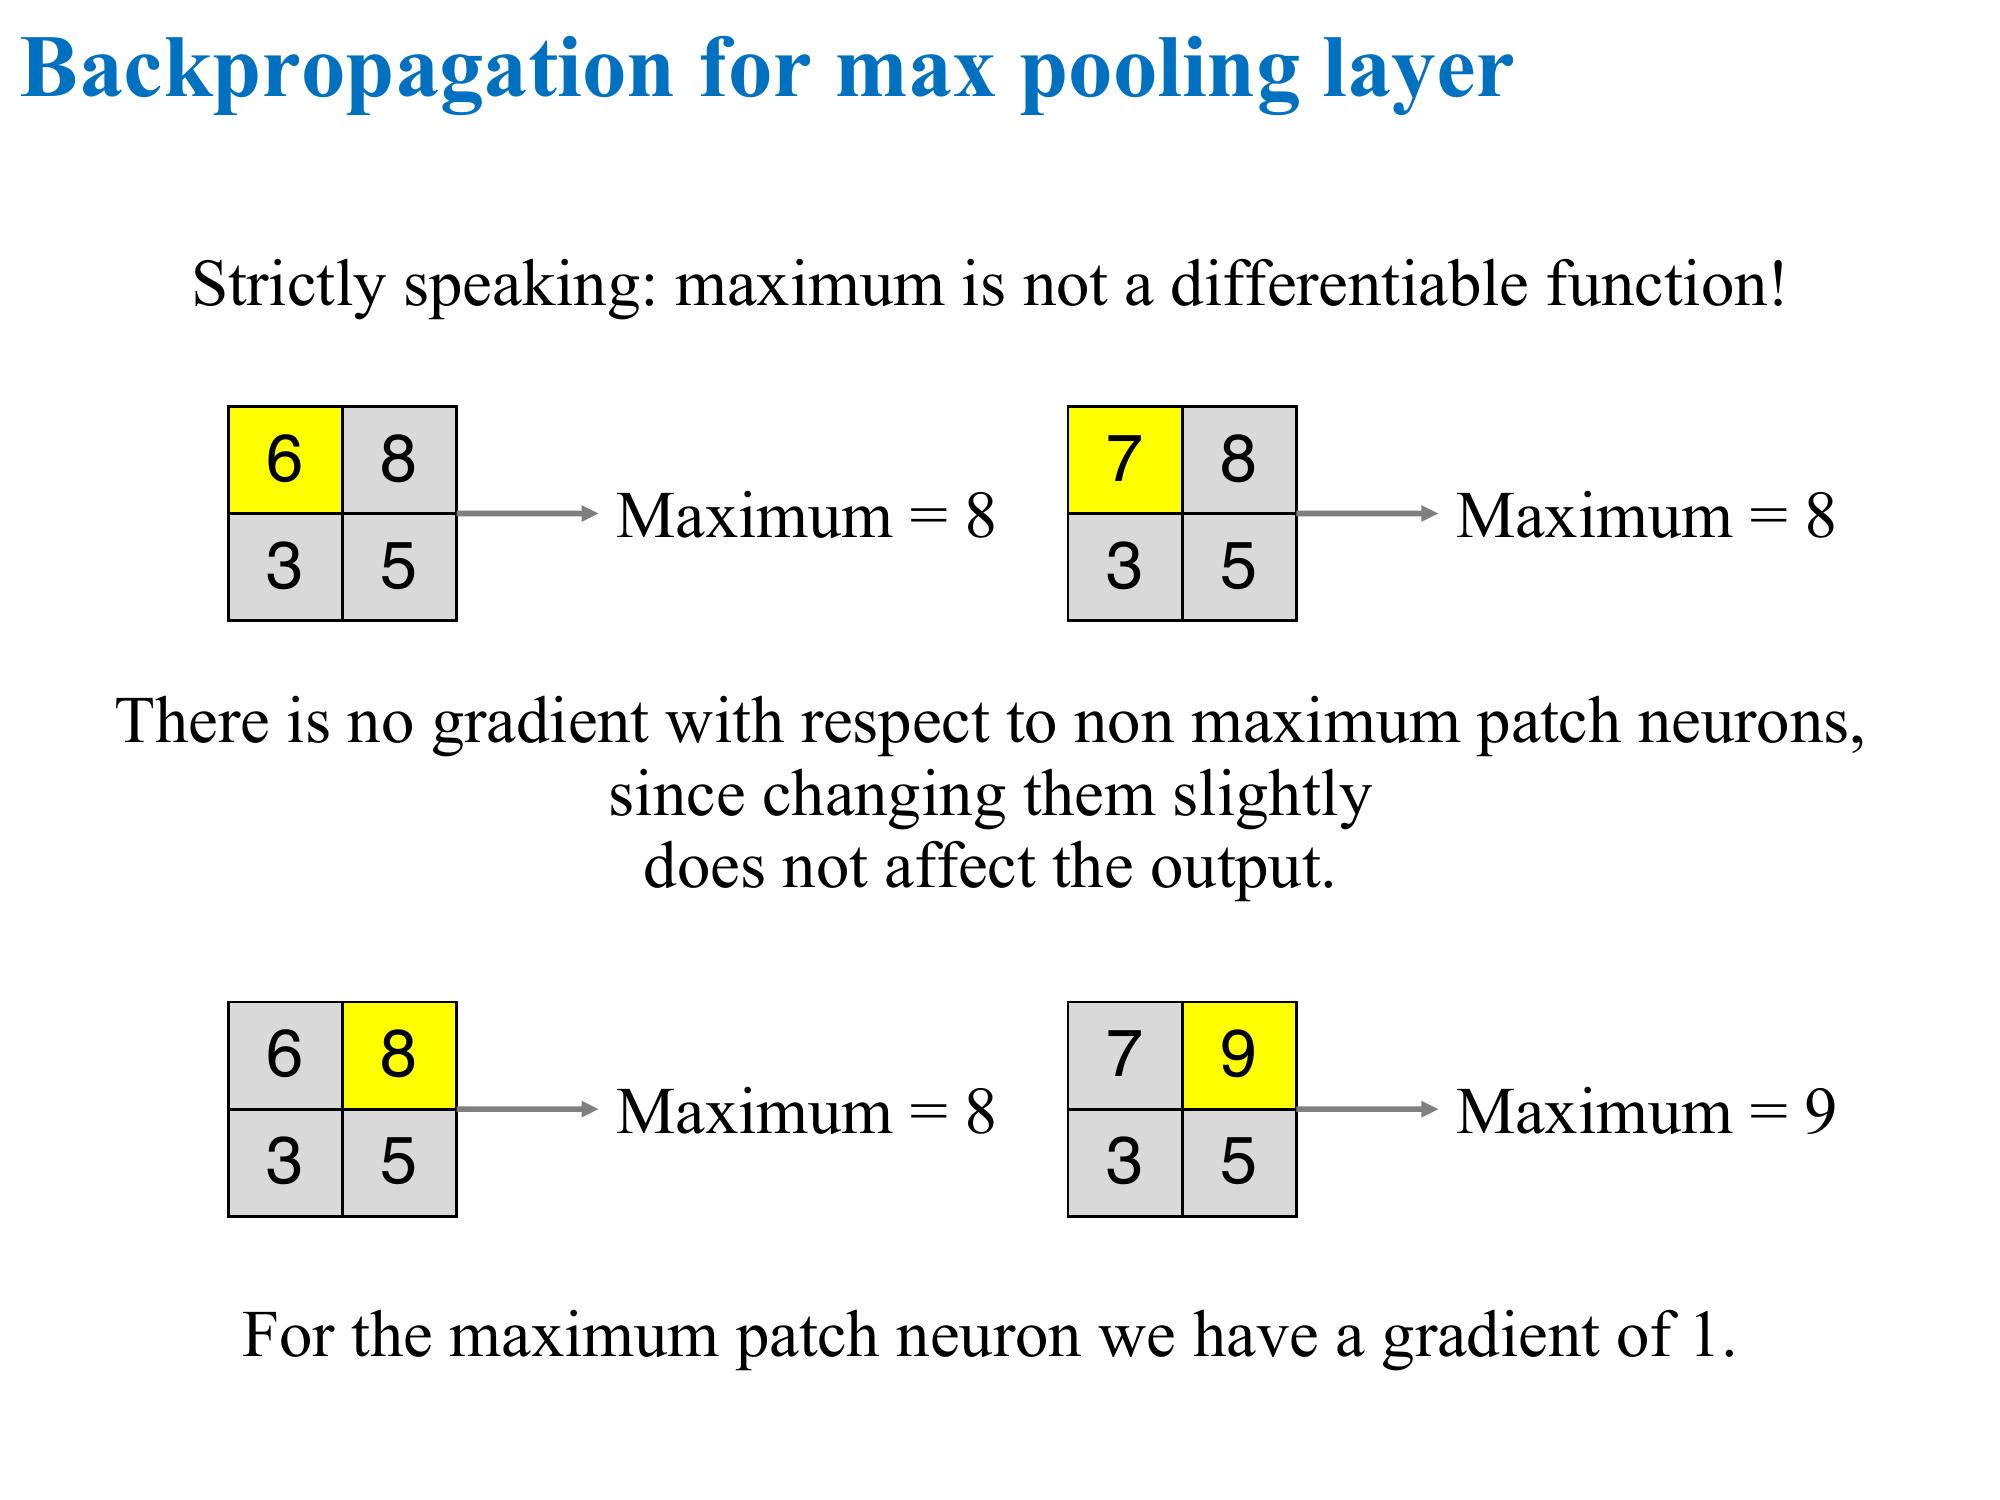 Backpropagation for max pooling layer
Strictly speaking: maximum is not a differentiable function!
6 8
3 5
Maximum = 8
7 8
3 5
Maximum = 8
There is no gradient with respect to non maximum patch neurons,
since changing them slightly
does not affect the output.
6 8
3 5
Maximum = 8
7 9
3 5
Maximum = 9
For the maximum patch neuron we have a gradient of 1.